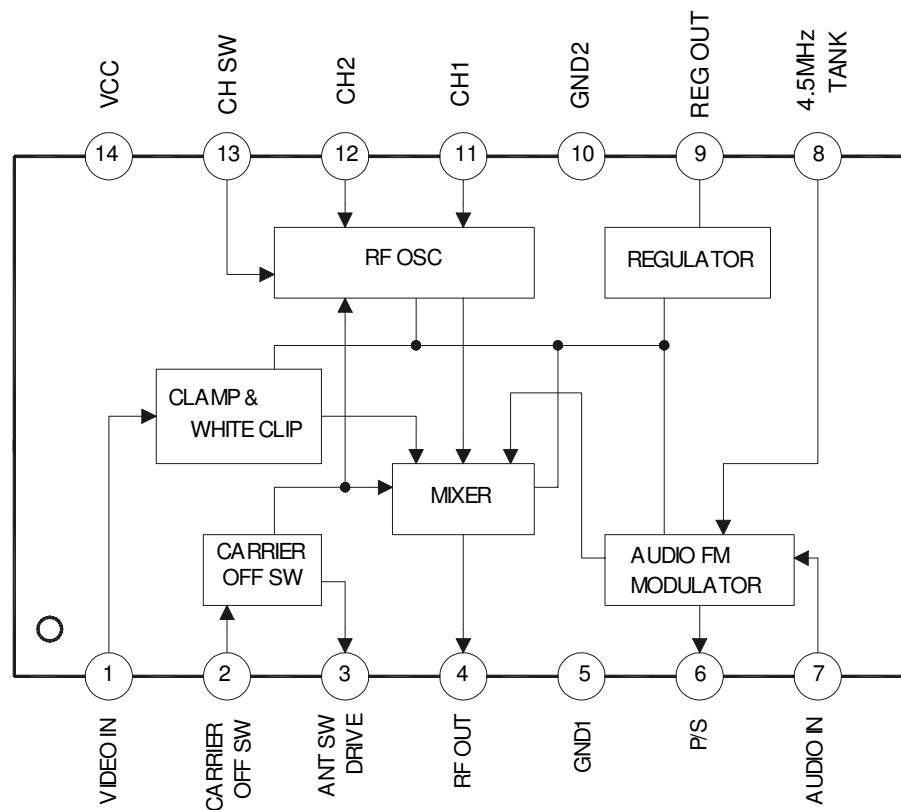 VCC
CH SW
CH2
CH1
GND2
REG OUT
4.5MHz
TANK
14
13
12
11
10
9
8
RF OSC
REGULATOR
CLAMP &
WHITE CLIP
MIXER
CARRIER
OFF SW
AUDIO FM
MODULATOR
1
2
3
4
5
6
7
VIDEO IN
CARRIER
OFF SW
ANT SW
DRIVE
RF OUT
GND1
P/S
AUDIO IN